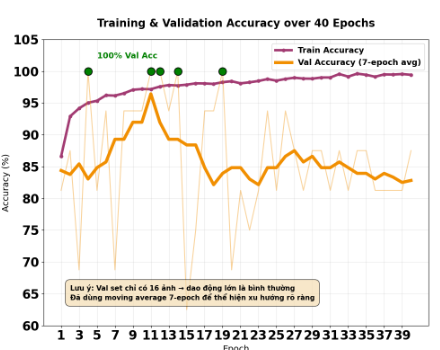 Training & Validation Accuracy over 40 Epochs
105
100
95
90
85
80
75
70
65
60
Accuracy (%)
100% Val Acc
Train Accuracy
Val Accuracy (7-epoch avg)
Lưu ý: Val set chỉ có 16 ảnh → dao động lớn là bình thường
Đã dùng moving average 7-epoch để thể hiện xu hướng rõ ràng
1 3 5 7 9 11 13 15 17 19 21 23 25 27 29 31 33 35 37 39
Epoch